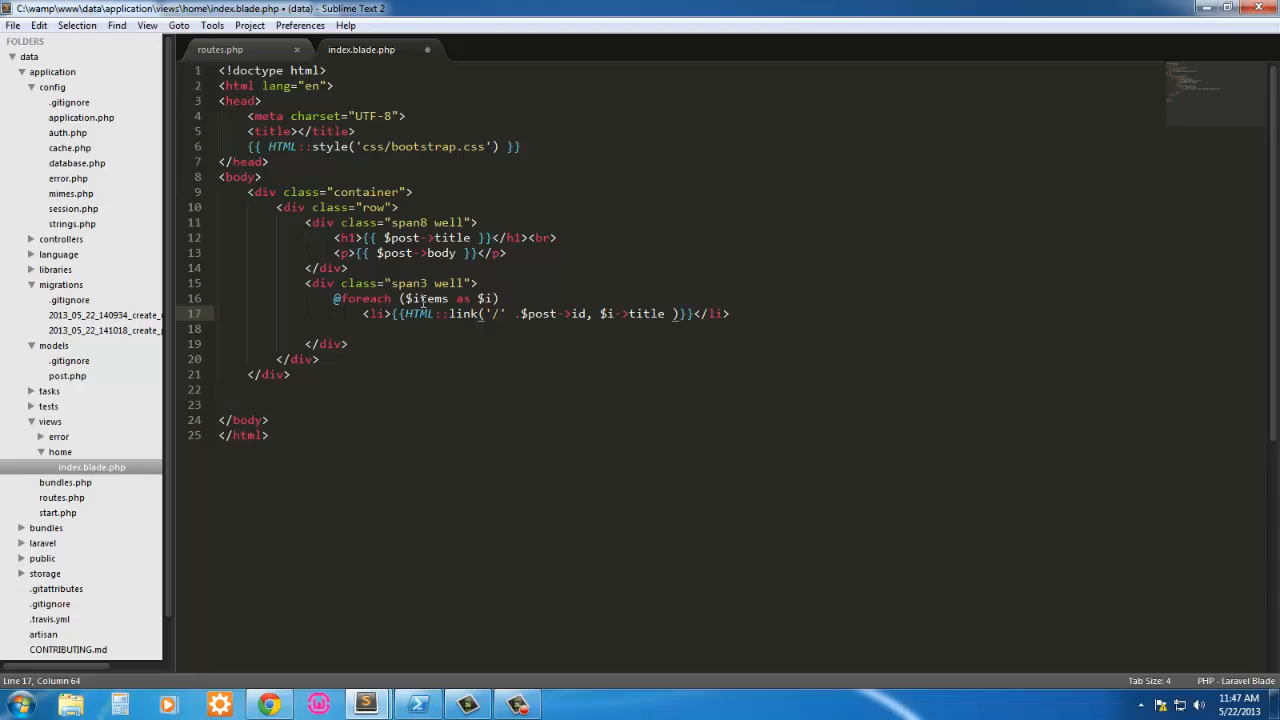 C:\wamp\www\data\application\views\home\index.blade.php • (data) - Sublime Text 2
File Edit Selection Find View Goto Tools Project Preferences Help
FOLDERS
data
application
config
.gitignore
application.php
auth.php
cache.php
database.php
error.php
mimes.php
session.php
strings.php
controllers
language
libraries
migrations
.gitignore
2013_05_22_140934_create_
2013_05_22_141018_create_
models
.gitignore
post.php
tasks
tests
views
error
home
index.blade.php
bundles.php
routes.php
start.php
bundles
laravel
public
storage
.gitattributes
.gitignore
.travis.yml
artisan
CONTRIBUTING.md
routes.php × index.blade.php
1 <!doctype html>
2 <html lang="en">
3 <head>
4 <meta charset="UTF-8">
5 <title></title>
6 {{ HTML::style('css/bootstrap.css') }}
7 </head>
8 <body>
9 <div class="container">
10 <div class="row">
11 <div class="span8 well">
12 <h1>{{ $post->title }}</h1><br>
13 <p>{{ $post->body }}</p>
14 </div>
15 <div class="span3 well">
16 @foreach ($items as $i)
17 <li>{{HTML::link('/' .$post->id, $i->title )}}</li>
18
19 </div>
20 </div>
21 </div>
22
23
24 </body>
25 </html>
Line 17, Column 64 Tab Size: 4 PHP - Laravel Blade
11:47 AM
5/22/2013